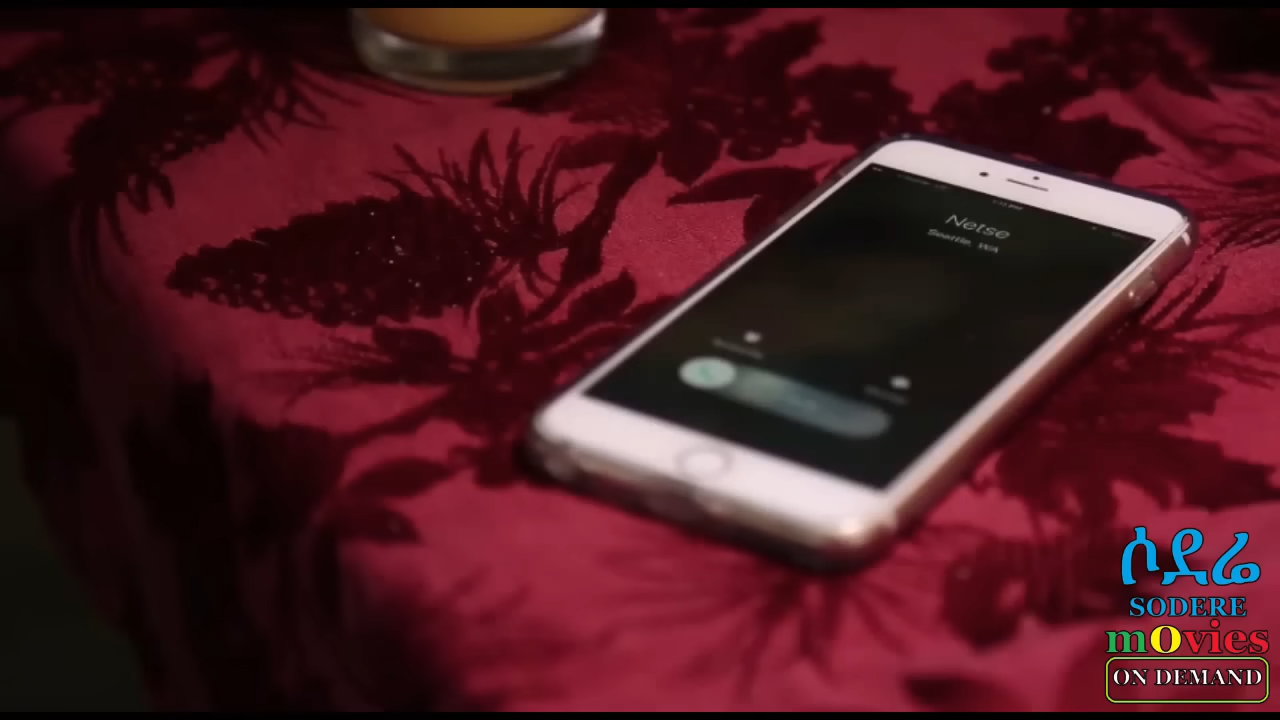 Netse
Seattle, WA
ሶደሬ
SODERE
mOvies
ON DEMAND